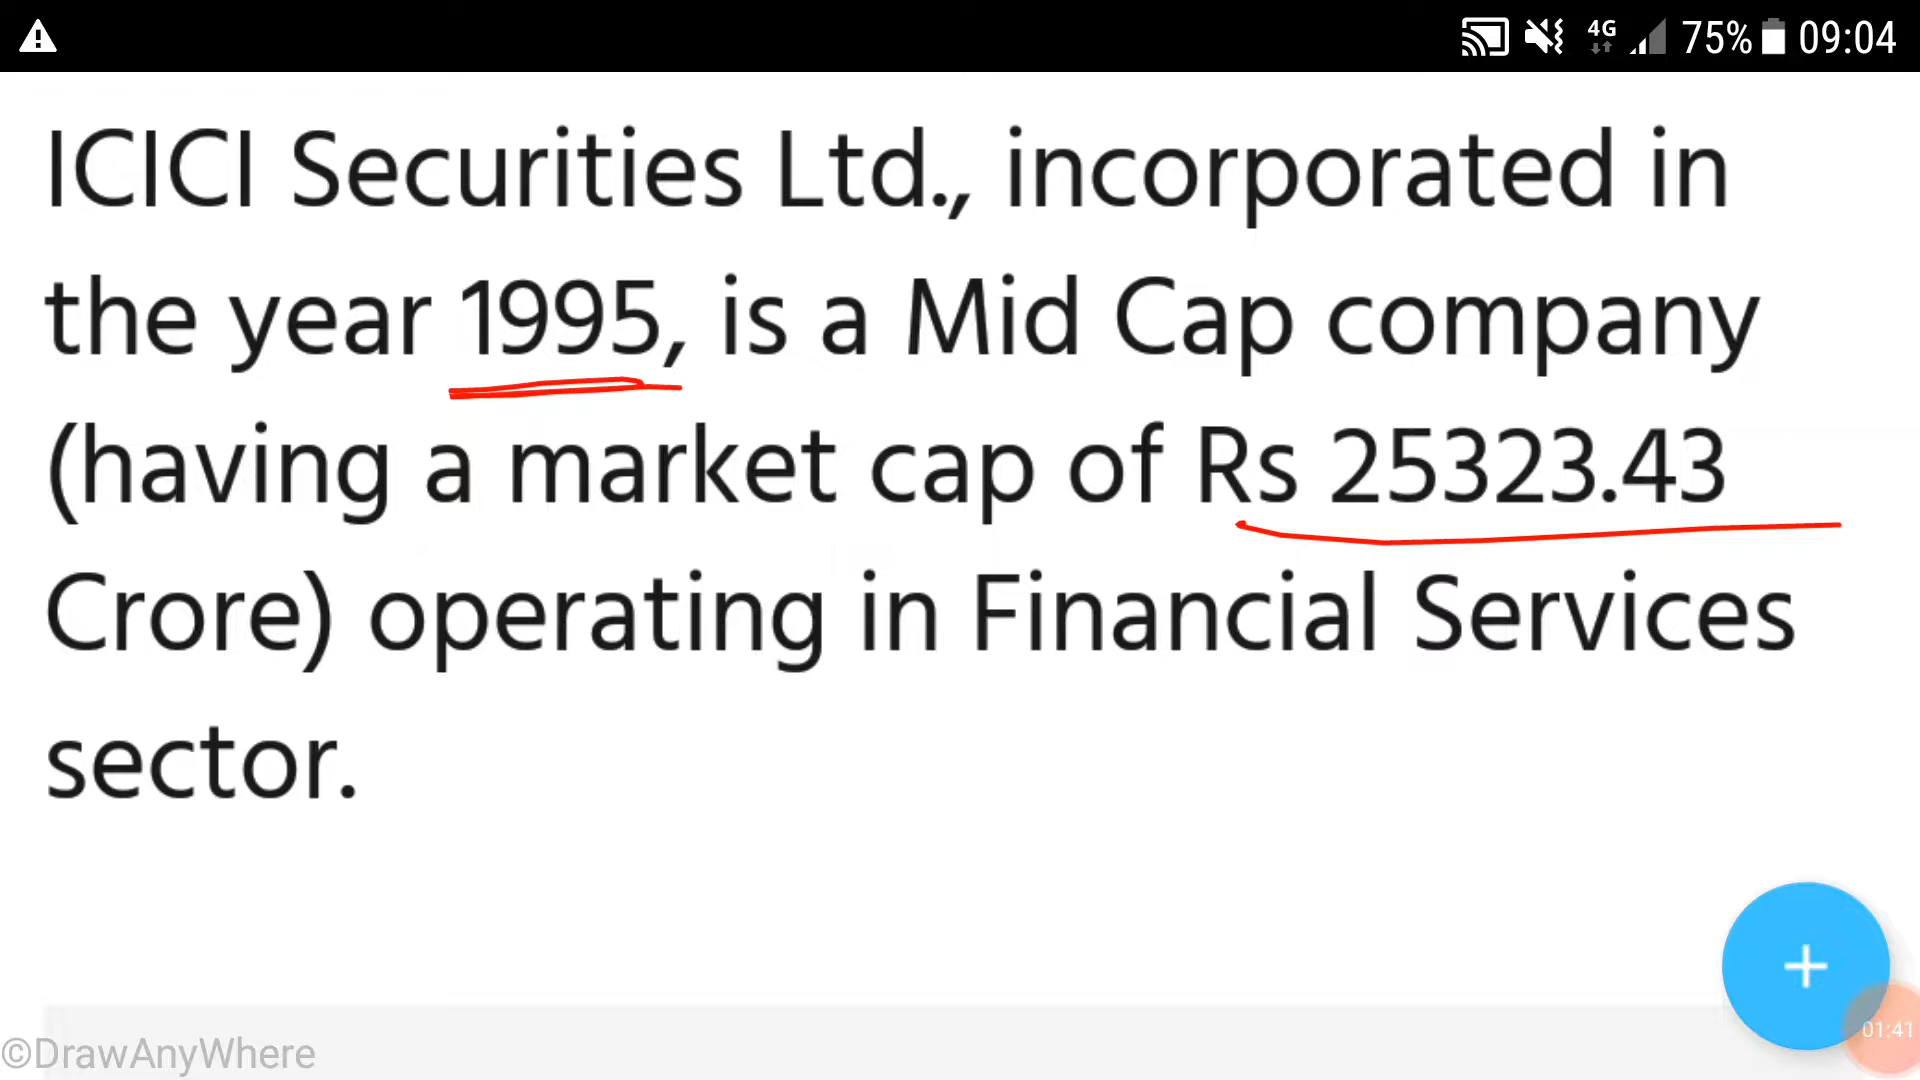 4G 75% 09:04
ICICI Securities Ltd., incorporated in
the year 1995, is a Mid Cap company
(having a market cap of Rs 25323.43
Crore) operating in Financial Services
sector.
+
01:41
©DrawAnyWhere